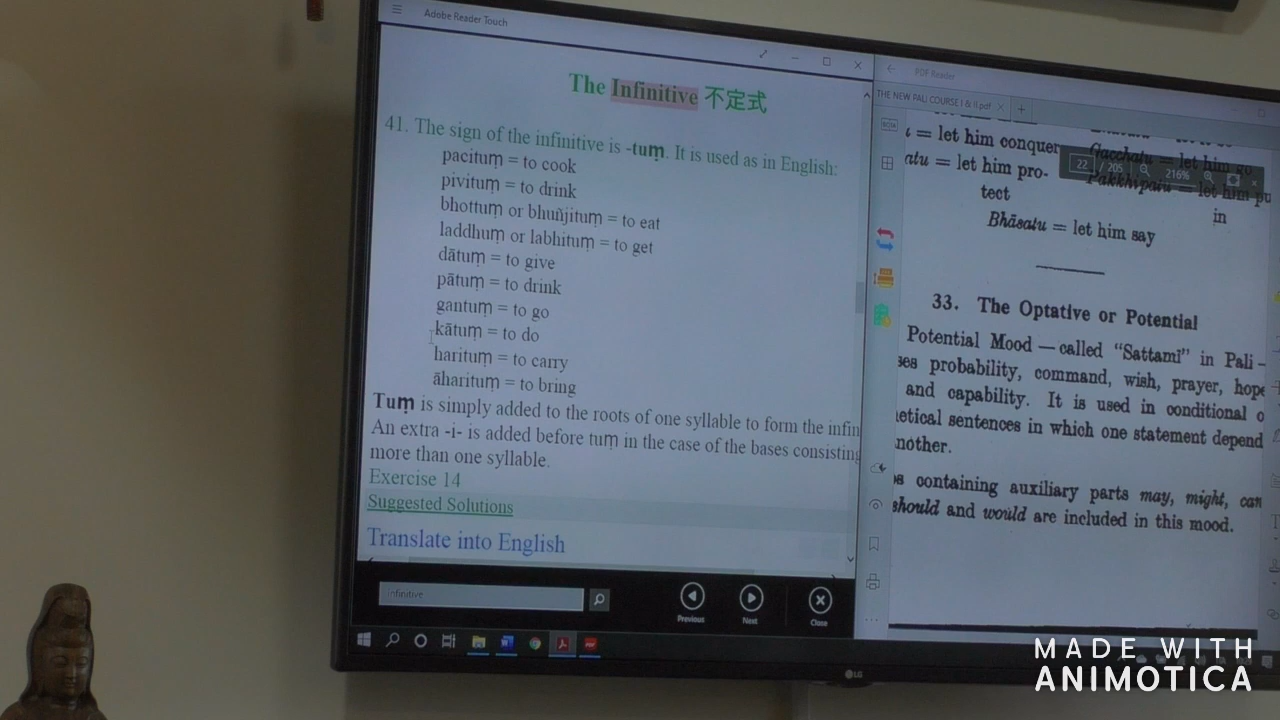 Adobe Reader Touch
The Infinitive 不定式
41. The sign of the infinitive is -tuṃ. It is used as in English:
pacituṃ = to cook
pivituṃ = to drink
bhottuṃ or bhuñjituṃ = to eat
laddhuṃ or labhituṃ = to get
dātuṃ = to give
pātuṃ = to drink
gantuṃ = to go
kātuṃ = to do
harituṃ = to carry
āharituṃ = to bring
Tuṃ is simply added to the roots of one syllable to form the infin
An extra -i- is added before tuṃ in the case of the bases consisting
more than one syllable.
Exercise 14
Suggested Solutions
Translate into English
infinitive
Previous
Next
Close
PDF Reader
THE NEW PALI COURSE I & II.pdf
= let him conquer
Gacchatu = let him go
22 / 205 216%
atu = let him pro-
tect
Pakkhipatu = let him pu
in
Bhāsatu = let him say
33. The Optative or Potential
Potential Mood — called "Sattamī" in Pali –
ses probability, command, wish, prayer, hope
and capability. It is used in conditional o
etical sentences in which one statement depend
nother.
s containing auxiliary parts may, might, can
should and would are included in this mood.
LG
MADE WITH
ANIMOTICA